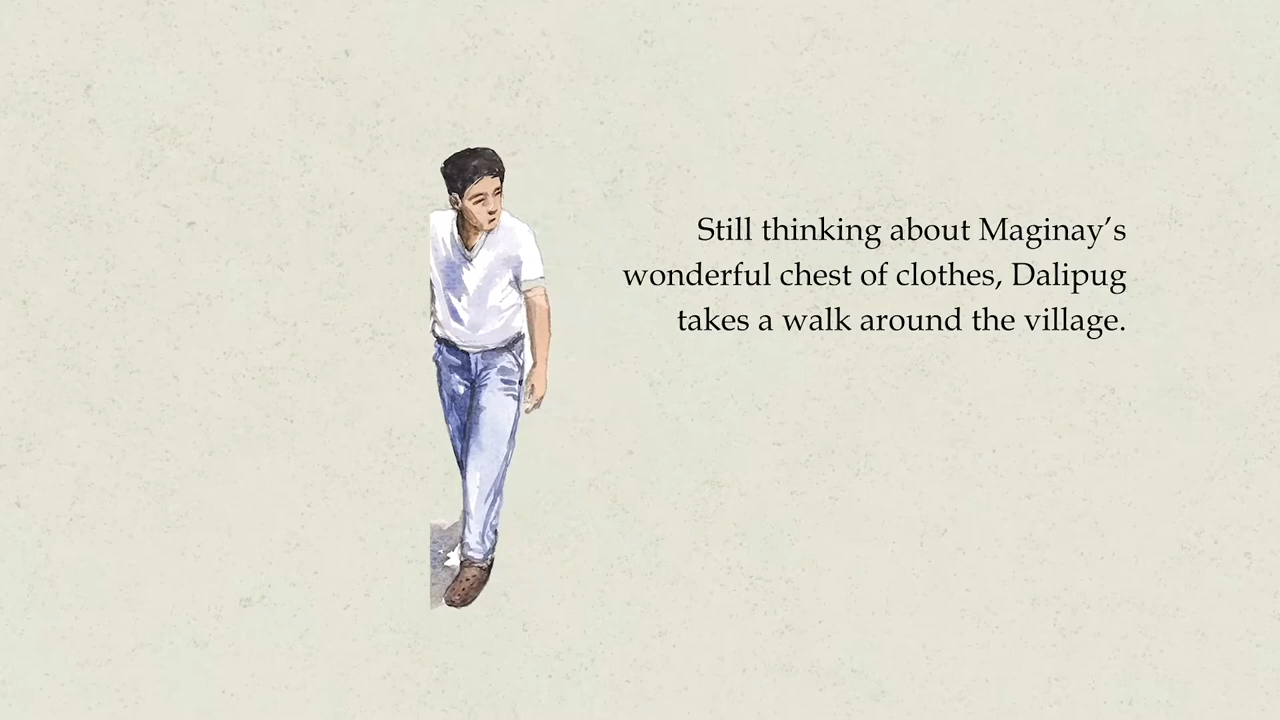 Still thinking about Maginay’s
wonderful chest of clothes, Dalipug
takes a walk around the village.